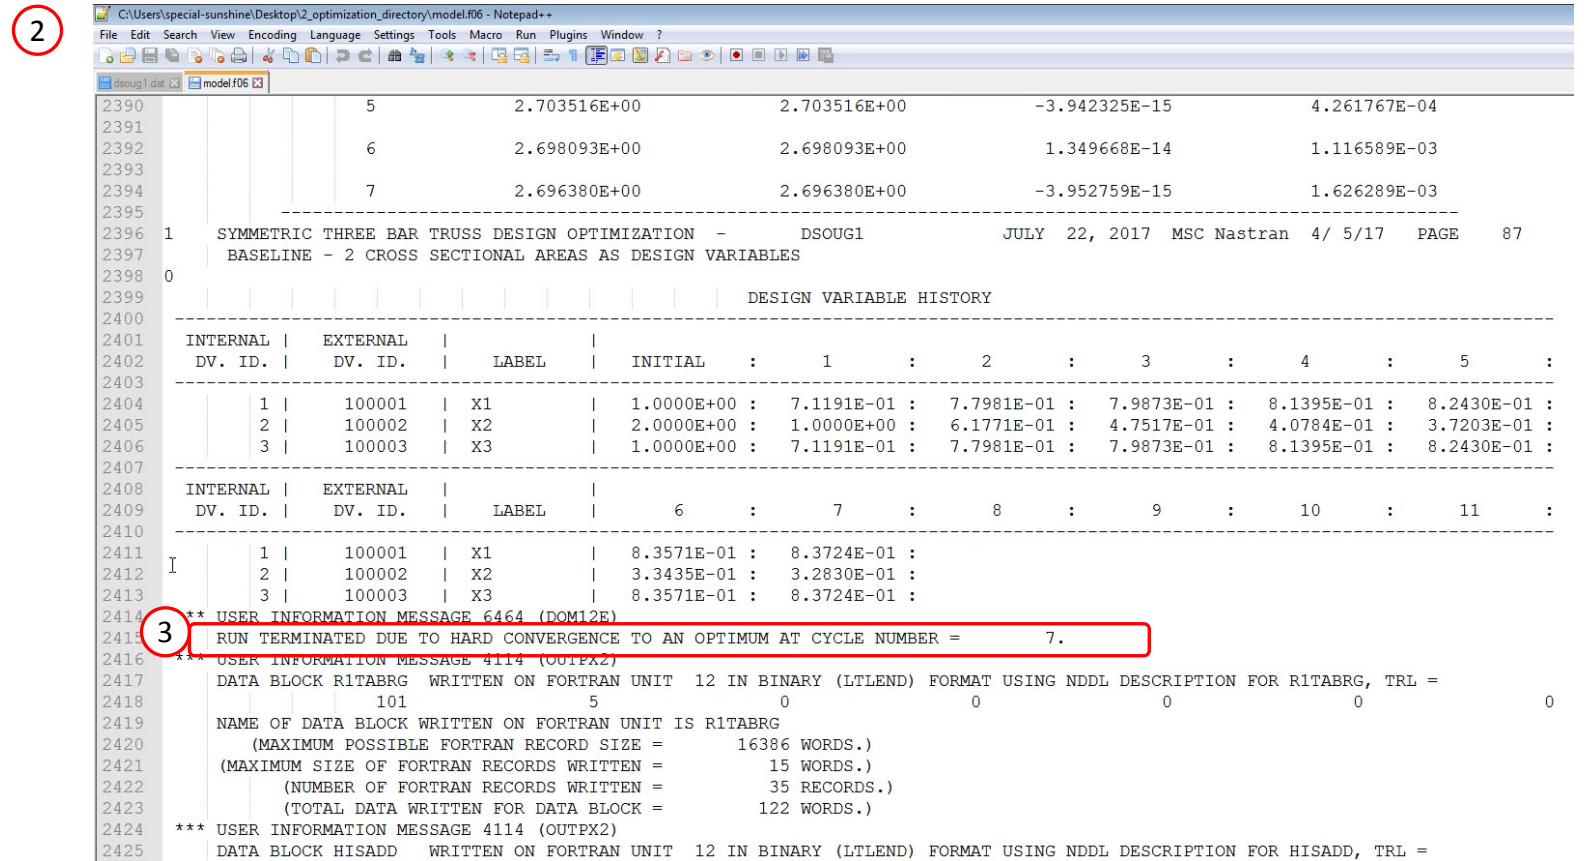 2
C:\Users\special-sunshine\Desktop\2_optimization_directory\model.f06 - Notepad++
File Edit Search View Encoding Language Settings Tools Macro Run Plugins Window ?
dsoug1.dat model.f06
2390 5 2.703516E+00 2.703516E+00 -3.942325E-15 4.261767E-04
2391
2392 6 2.698093E+00 2.698093E+00 1.349668E-14 1.116589E-03
2393
2394 7 2.696380E+00 2.696380E+00 -3.952759E-15 1.626289E-03
2395 ---------------------------------------------------------------------------------------------------------------
2396 1 SYMMETRIC THREE BAR TRUSS DESIGN OPTIMIZATION - DSOUG1 JULY 22, 2017 MSC Nastran 4/ 5/17 PAGE 87
2397 BASELINE - 2 CROSS SECTIONAL AREAS AS DESIGN VARIABLES
2398 0
2399 DESIGN VARIABLE HISTORY
2400 ----------------------------------------------------------------------------------------------------------------------------------
2401 INTERNAL | EXTERNAL | |
2402 DV. ID. | DV. ID. | LABEL | INITIAL : 1 : 2 : 3 : 4 : 5 :
2403 ----------------------------------------------------------------------------------------------------------------------------------
2404 1 | 100001 | X1 | 1.0000E+00 : 7.1191E-01 : 7.7981E-01 : 7.9873E-01 : 8.1395E-01 : 8.2430E-01 :
2405 2 | 100002 | X2 | 2.0000E+00 : 1.0000E+00 : 6.1771E-01 : 4.7517E-01 : 4.0784E-01 : 3.7203E-01 :
2406 3 | 100003 | X3 | 1.0000E+00 : 7.1191E-01 : 7.7981E-01 : 7.9873E-01 : 8.1395E-01 : 8.2430E-01 :
2407 ----------------------------------------------------------------------------------------------------------------------------------
2408 INTERNAL | EXTERNAL | |
2409 DV. ID. | DV. ID. | LABEL | 6 : 7 : 8 : 9 : 10 : 11 :
2410 ----------------------------------------------------------------------------------------------------------------------------------
2411 1 | 100001 | X1 | 8.3571E-01 : 8.3724E-01 :
2412 2 | 100002 | X2 | 3.3435E-01 : 3.2830E-01 :
2413 3 | 100003 | X3 | 8.3571E-01 : 8.3724E-01 :
2414 ** USER INFORMATION MESSAGE 6464 (DOM12E)
3
2415 RUN TERMINATED DUE TO HARD CONVERGENCE TO AN OPTIMUM AT CYCLE NUMBER = 7.
2416 *** USER INFORMATION MESSAGE 4114 (OUTPX2)
2417 DATA BLOCK R1TABRG WRITTEN ON FORTRAN UNIT 12 IN BINARY (LTLEND) FORMAT USING NDDL DESCRIPTION FOR R1TABRG, TRL =
2418 101 5 0 0 0 0 0
2419 NAME OF DATA BLOCK WRITTEN ON FORTRAN UNIT IS R1TABRG
2420 (MAXIMUM POSSIBLE FORTRAN RECORD SIZE = 16386 WORDS.)
2421 (MAXIMUM SIZE OF FORTRAN RECORDS WRITTEN = 15 WORDS.)
2422 (NUMBER OF FORTRAN RECORDS WRITTEN = 35 RECORDS.)
2423 (TOTAL DATA WRITTEN FOR DATA BLOCK = 122 WORDS.)
2424 *** USER INFORMATION MESSAGE 4114 (OUTPX2)
2425 DATA BLOCK HISADD WRITTEN ON FORTRAN UNIT 12 IN BINARY (LTLEND) FORMAT USING NDDL DESCRIPTION FOR HISADD, TRL =